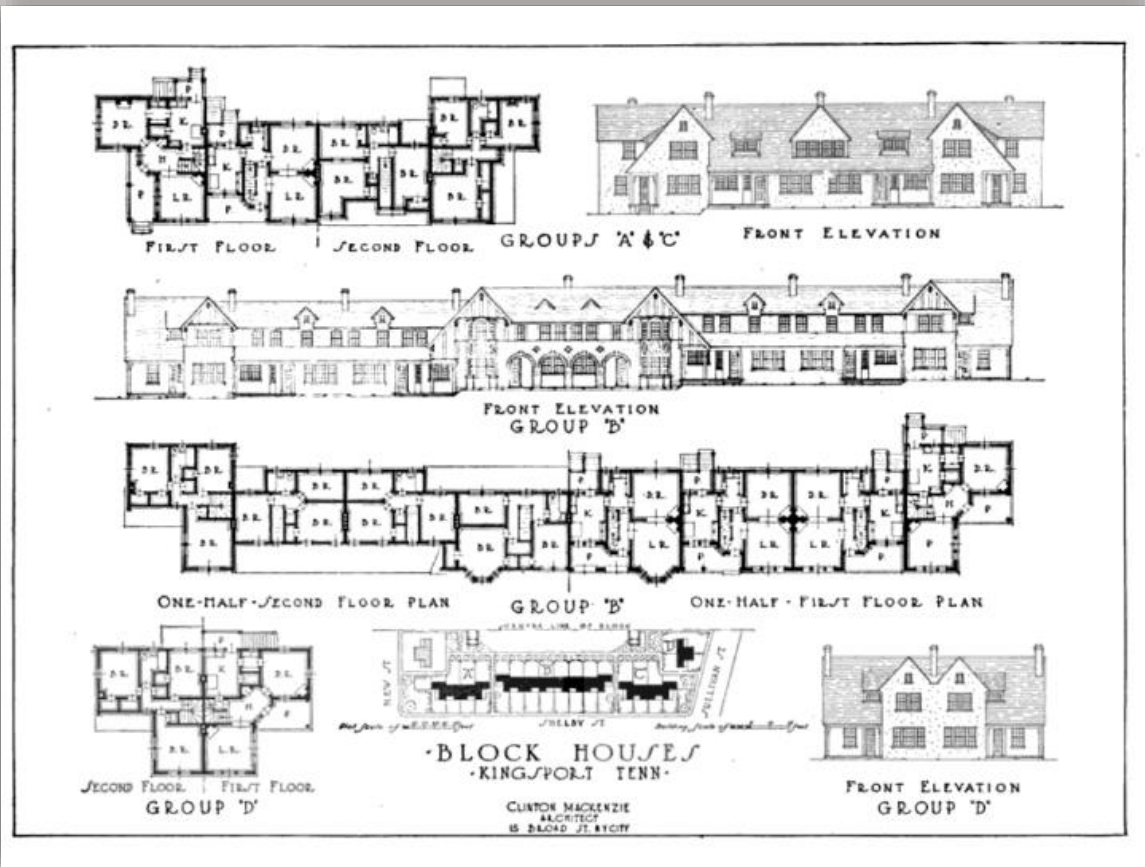 B.R.
K.
P.
H
L.R.
P
P
K.
P
D.R.
L.R.
B.R.
B.R.
B.R.
B.R.
B.R.
B.R.
FIRST FLOOR
SECOND FLOOR
GROUPS "A" & "C"
FRONT ELEVATION
FRONT ELEVATION
GROUP "B"
B.R.
B.R.
B.R.
B.R.
B.R.
B.R.
B.R.
B.R.
B.R.
B.R.
B.R.
B.R.
P
K.
P
D.R.
L.R.
P
K.
P
D.R.
L.R.
D.R.
L.R.
P
K.
P
P
K.
D.R.
H
P
P
ONE-HALF-SECOND FLOOR PLAN
GROUP "B"
ONE-HALF-FIRST FLOOR PLAN
B.R.
B.R.
B.R.
P
K
D.R.
H
P
L.R.
SECOND FLOOR
FIRST FLOOR
GROUP "D"
CENTRE LINE OF BLOCK
NEW ST
SULLIVAN ST.
SHELBY ST.
·BLOCK HOUSES
·KINGSPORT TENN·
CLINTON MACKENZIE
ARCHITECT
15 BROAD ST. N.Y.CITY
FRONT ELEVATION
GROUP "D"